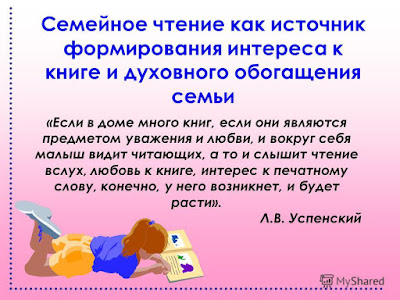 Семейное чтение как источник
формирования интереса к
книге и духовного обогащения
семьи
«Если в доме много книг, если они являются
предметом уважения и любви, и вокруг себя
малыш видит читающих, а то и слышит чтение
вслух, любовь к книге, интерес к печатному
слову, конечно, у него возникнет, и будет
расти».
Л.В. Успенский
MyShared